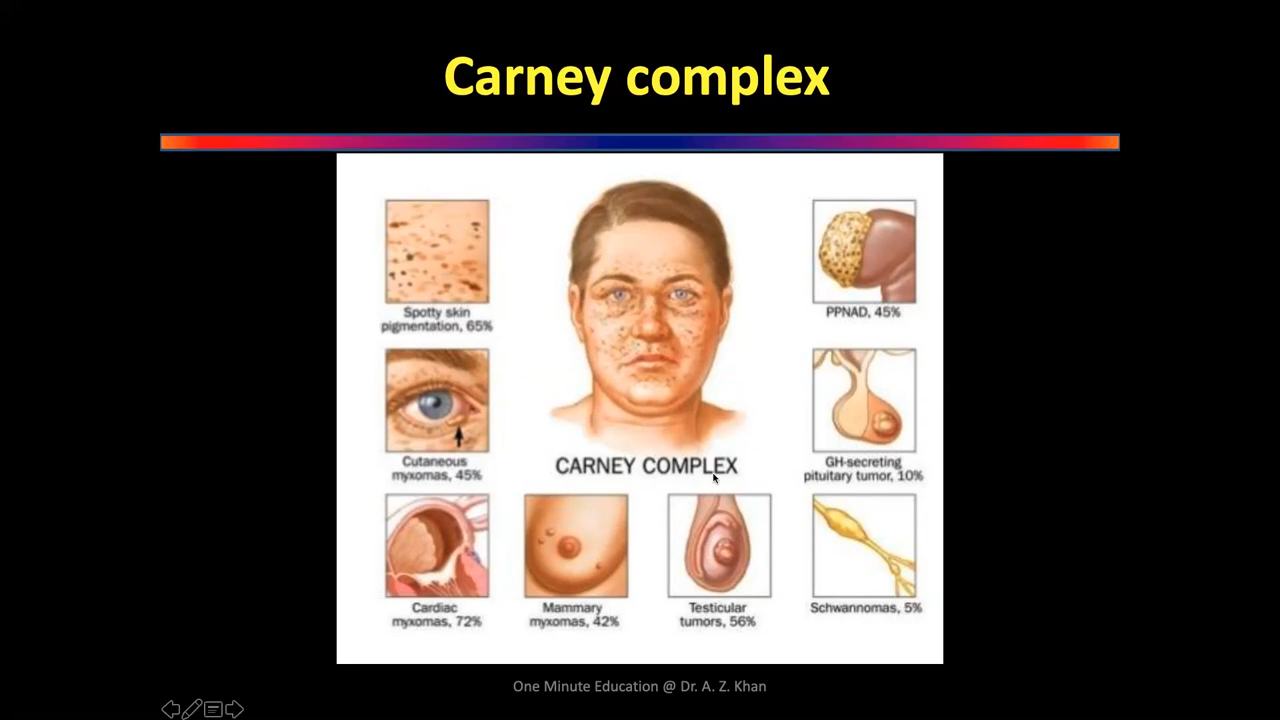 Carney complex
Spotty skin
pigmentation, 65%
PPNAD, 45%
Cutaneous
myxomas, 45%
CARNEY COMPLEX
GH-secreting
pituitary tumor, 10%
Cardiac
myxomas, 72%
Mammary
myxomas, 42%
Testicular
tumors, 56%
Schwannomas, 5%
One Minute Education @ Dr. A. Z. Khan